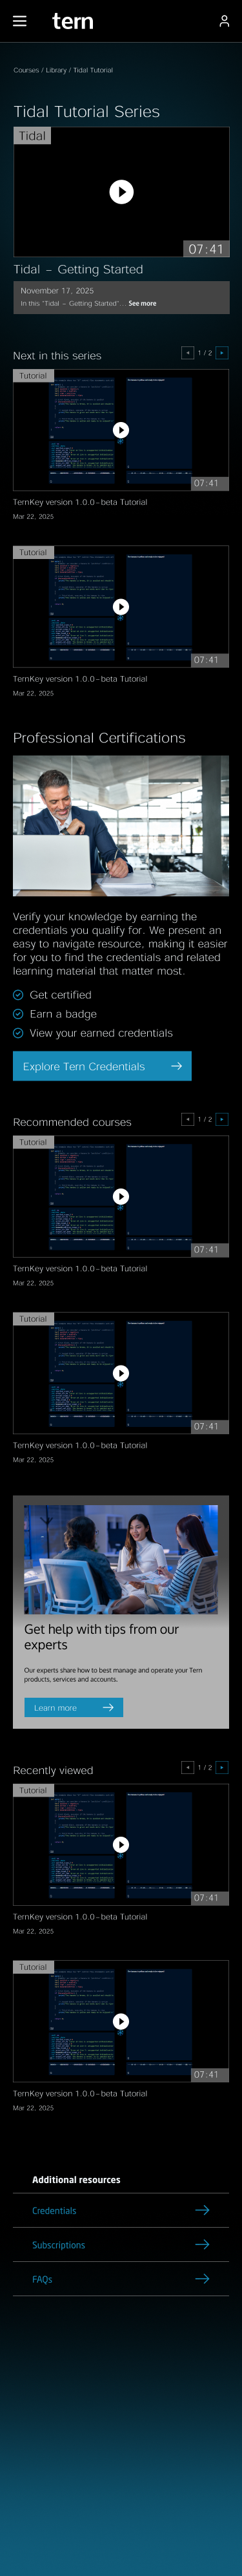 tern
Courses / Library / Tidal Tutorial
Tidal Tutorial Series
Tidal
07:41
Tidal – Getting Started
November 17, 2025
In this "Tidal – Getting Started"... See more
Next in this series
1 / 2
Tutorial
07:41
TernKey version 1.0.0-beta Tutorial
Mar 22, 2025
Tutorial
07:41
TernKey version 1.0.0-beta Tutorial
Mar 22, 2025
Professional Certifications
Verify your knowledge by earning the
credentials you qualify for. We present an
easy to navigate resource, making it easier
for you to find the credentials and related
learning material that matter most.
Get certified
Earn a badge
View your earned credentials
Explore Tern Credentials
Recommended courses
1 / 2
Tutorial
07:41
TernKey version 1.0.0-beta Tutorial
Mar 22, 2025
Tutorial
07:41
TernKey version 1.0.0-beta Tutorial
Mar 22, 2025
Get help with tips from our
experts
Our experts share how to best manage and operate your Tern
products, services and accounts.
Learn more
Recently viewed
1 / 2
Tutorial
07:41
TernKey version 1.0.0-beta Tutorial
Mar 22, 2025
Tutorial
07:41
TernKey version 1.0.0-beta Tutorial
Mar 22, 2025
Additional resources
Credentials
Subscriptions
FAQs